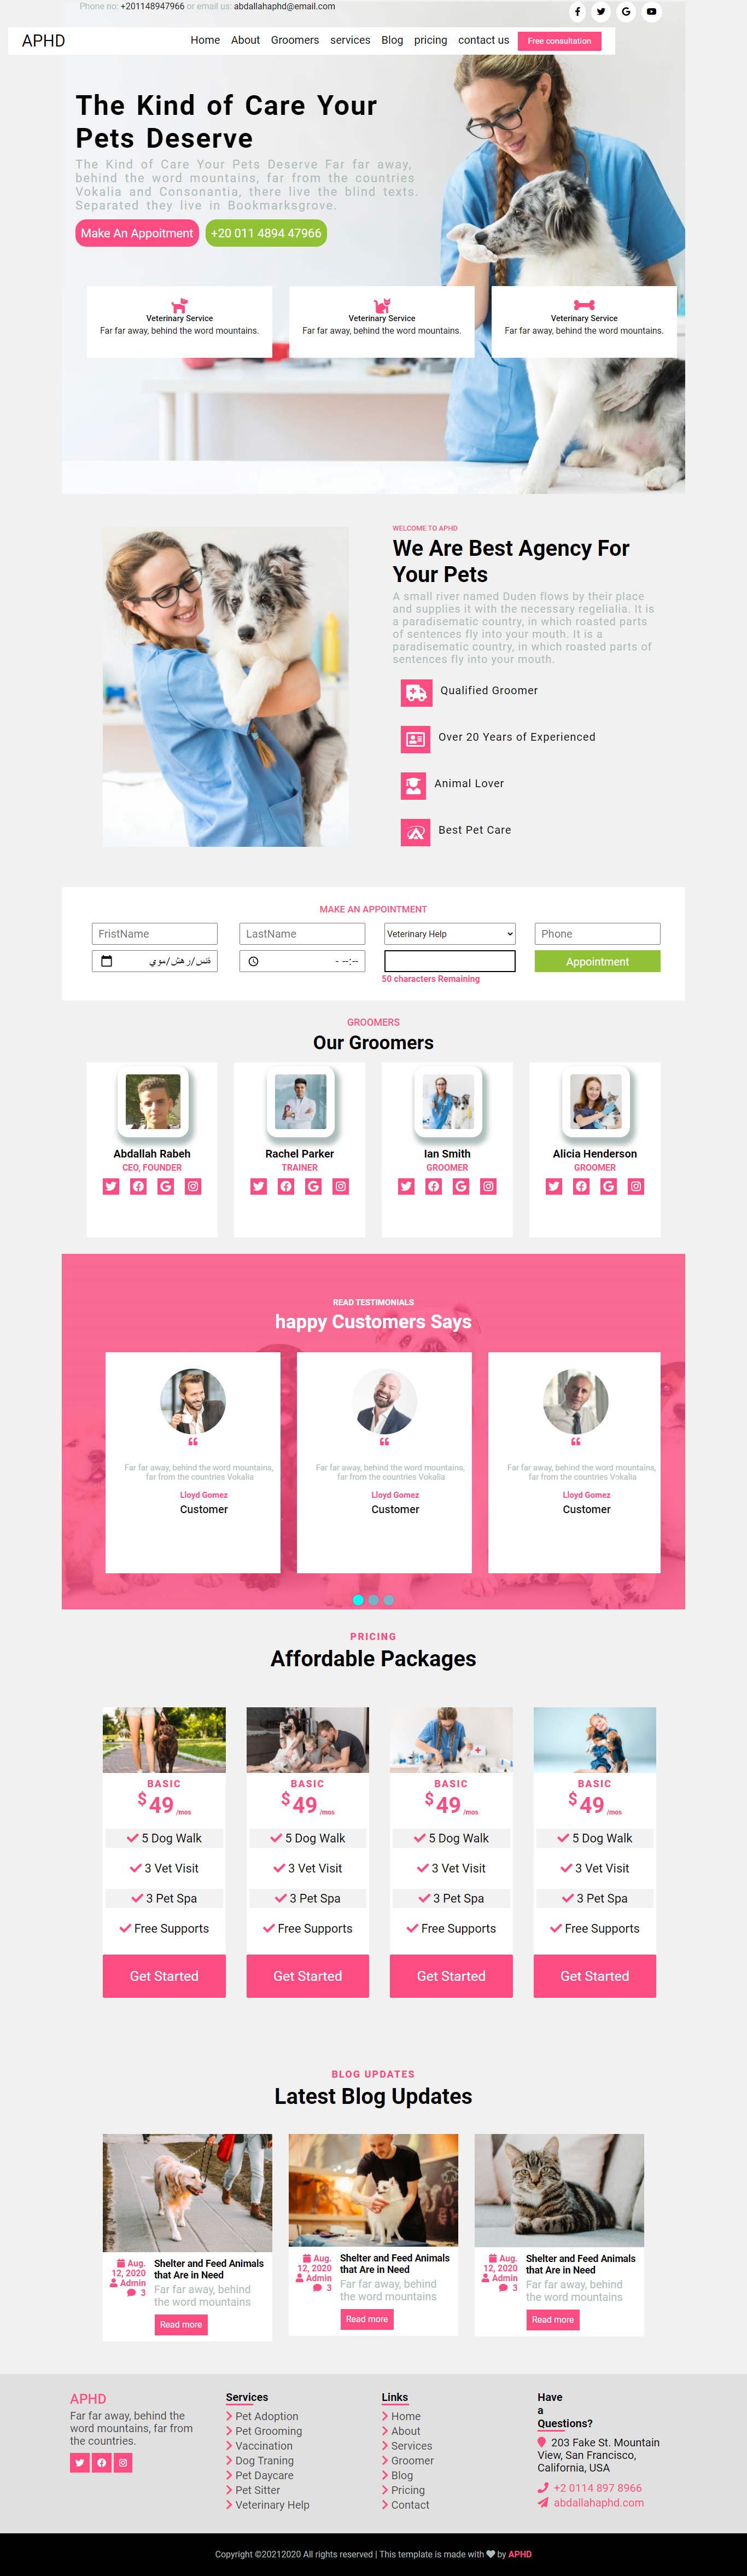 Phone no: +201148947966 or email us: abdallahaphd@email.com
APHD
Home About Groomers services Blog pricing contact us Free consultation
The Kind of Care Your
Pets Deserve
The Kind of Care Your Pets Deserve Far far away,
behind the word mountains, far from the countries
Vokalia and Consonantia, there live the blind texts.
Separated they live in Bookmarksgrove.
Make An Appoitment +20 011 4894 47966
Veterinary Service Veterinary Service Veterinary Service
Far far away, behind the word mountains. Far far away, behind the word mountains. Far far away, behind the word mountains.
WELCOME TO APHD
We Are Best Agency For
Your Pets
A small river named Duden flows by their place
and supplies it with the necessary regelialia. It is
a paradisematic country, in which roasted parts
of sentences fly into your mouth. It is a
paradisematic country, in which roasted parts of
sentences fly into your mouth.
Qualified Groomer
Over 20 Years of Experienced
Animal Lover
Best Pet Care
MAKE AN APPOINTMENT
FristName LastName Veterinary Help Phone
- --:-- Appointment
50 characters Remaining
GROOMERS
Our Groomers
Abdallah Rabeh Rachel Parker Ian Smith Alicia Henderson
CEO, FOUNDER TRAINER GROOMER GROOMER
READ TESTIMONIALS
happy Customers Says
Far far away, behind the word mountains, Far far away, behind the word mountains, Far far away, behind the word mountains,
far from the countries Vokalia far from the countries Vokalia far from the countries Vokalia
Lloyd Gomez Lloyd Gomez Lloyd Gomez
Customer Customer Customer
PRICING
Affordable Packages
BASIC BASIC BASIC BASIC
$49 /mos $49 /mos $49 /mos $49 /mos
5 Dog Walk 5 Dog Walk 5 Dog Walk 5 Dog Walk
3 Vet Visit 3 Vet Visit 3 Vet Visit 3 Vet Visit
3 Pet Spa 3 Pet Spa 3 Pet Spa 3 Pet Spa
Free Supports Free Supports Free Supports Free Supports
Get Started Get Started Get Started Get Started
BLOG UPDATES
Latest Blog Updates
Aug.
12, 2020
Admin
3
Shelter and Feed Animals
that Are in Need
Far far away, behind
the word mountains
Read more
Aug.
12, 2020
Admin
3
Shelter and Feed Animals
that Are in Need
Far far away, behind
the word mountains
Read more
Aug.
12, 2020
Admin
3
Shelter and Feed Animals
that Are in Need
Far far away, behind
the word mountains
Read more
APHD
Far far away, behind the
word mountains, far from
the countries.
Services
Pet Adoption
Pet Grooming
Vaccination
Dog Traning
Pet Daycare
Pet Sitter
Veterinary Help
Links
Home
About
Services
Groomer
Blog
Pricing
Contact
Have
a
Questions?
203 Fake St. Mountain
View, San Francisco,
California, USA
+2 0114 897 8966
abdallahaphd.com
Copyright ©20212020 All rights reserved | This template is made with by APHD